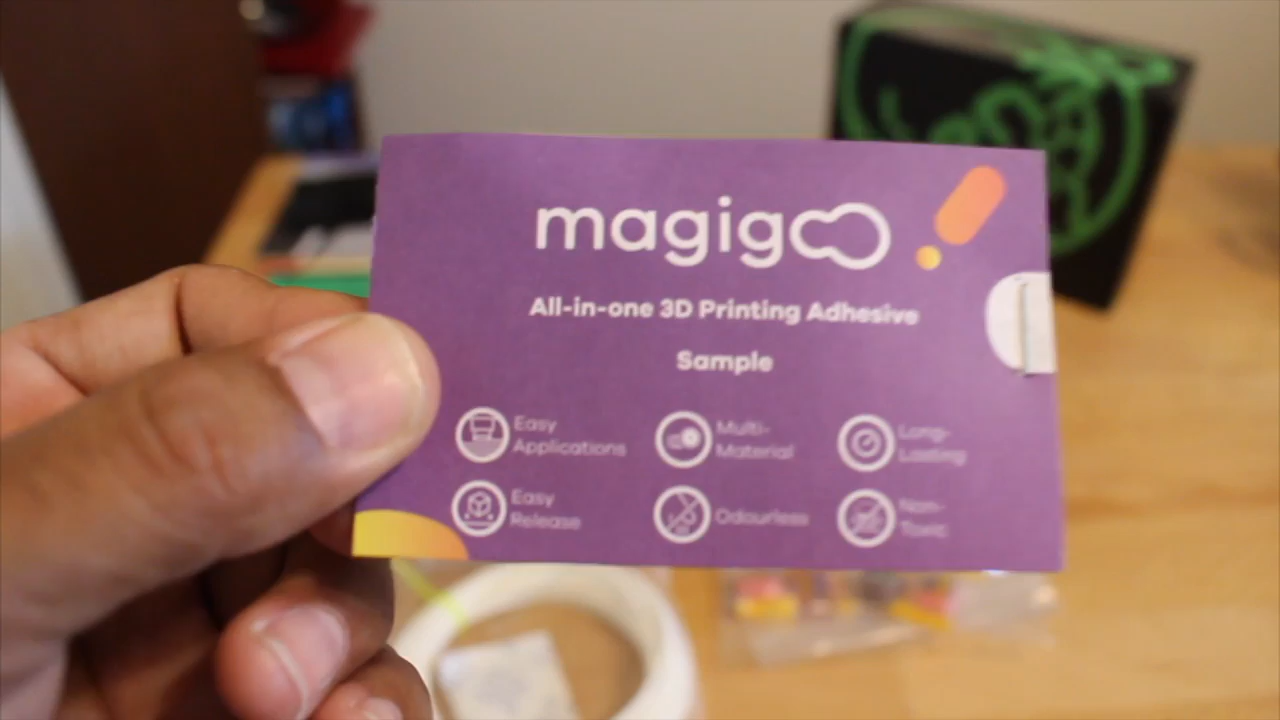 magigoo
All-in-one 3D Printing Adhesive
Sample
Easy
Applications
Multi-
Material
Long-
Lasting
Easy
Release
Odourless
Non-
Toxic